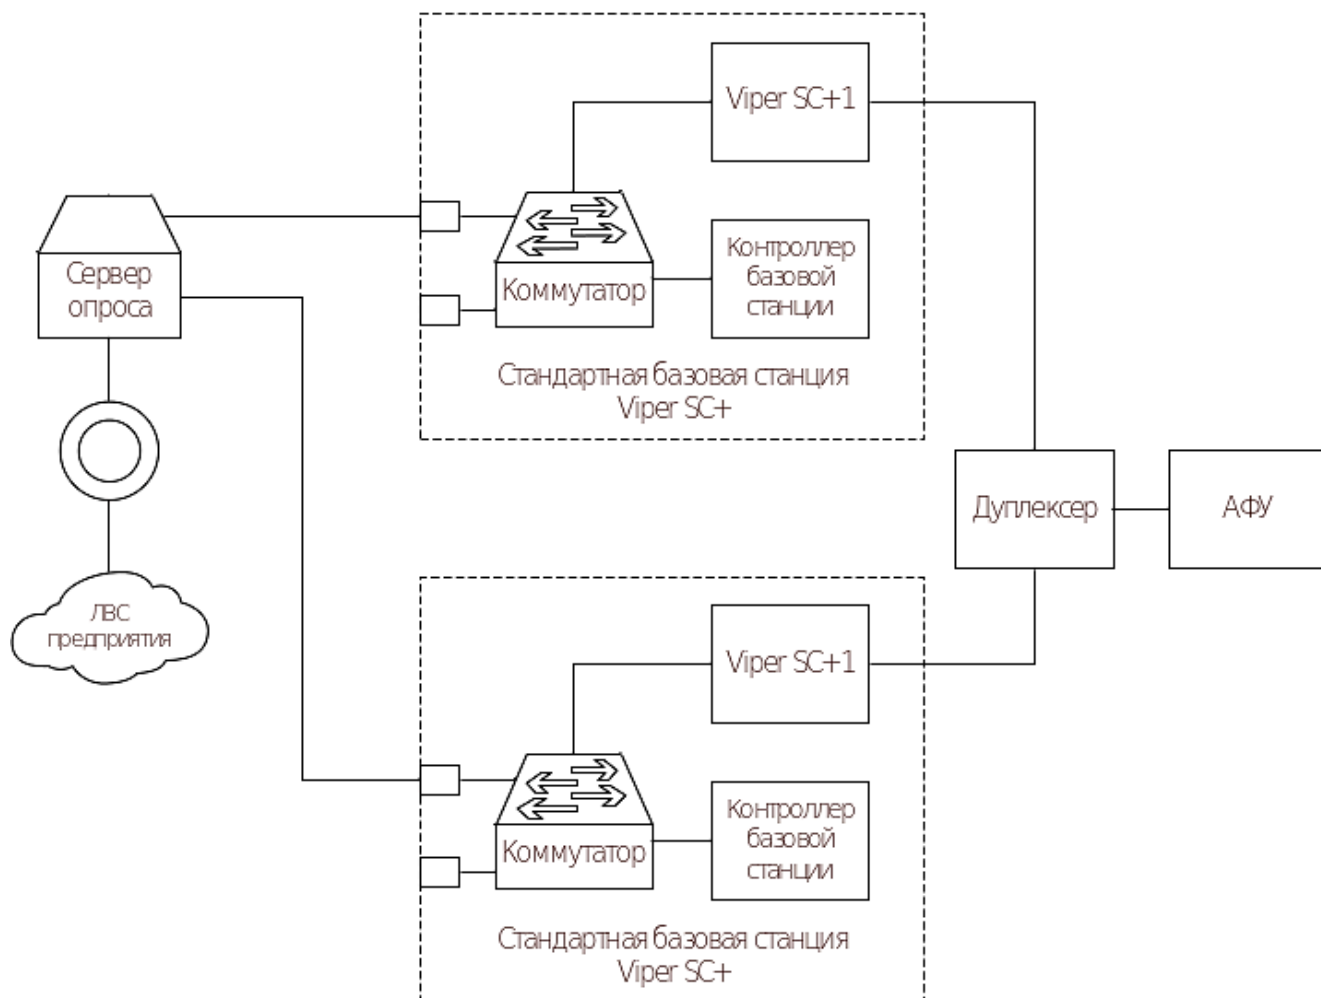 Viper SC+1
Контроллер
базовой
станции
Коммутатор
Стандартная базовая станция
Viper SC+
Сервер
опроса
ЛВС
предприятия
Дуплексер
АФУ
Viper SC+1
Контроллер
базовой
станции
Коммутатор
Стандартная базовая станция
Viper SC+